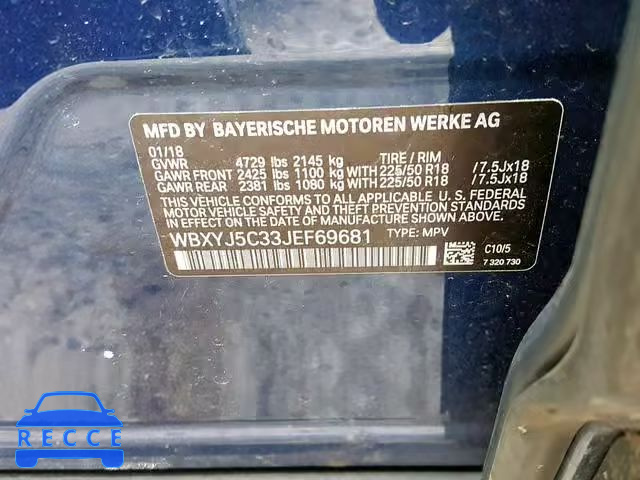 MFD BY BAYERISCHE MOTOREN WERKE AG
01/18
GVWR 4729 lbs 2145 kg TIRE / RIM
GAWR FRONT 2425 lbs 1100 kg WITH 225/50 R18 /7.5Jx18
GAWR REAR 2381 lbs 1080 kg WITH 225/50 R18 /7.5Jx18
THIS VEHICLE CONFORMS TO ALL APPLICABLE U. S. FEDERAL
MOTOR VEHICLE SAFETY, BUMPER, AND THEFT PREVENTION
STANDARDS IN EFFECT ON THE DATE OF MANUFACTURE SHOWN ABOVE.
WBXYJ5C33JEF69681 TYPE: MPV
C10/5
7 320 730
RECCE